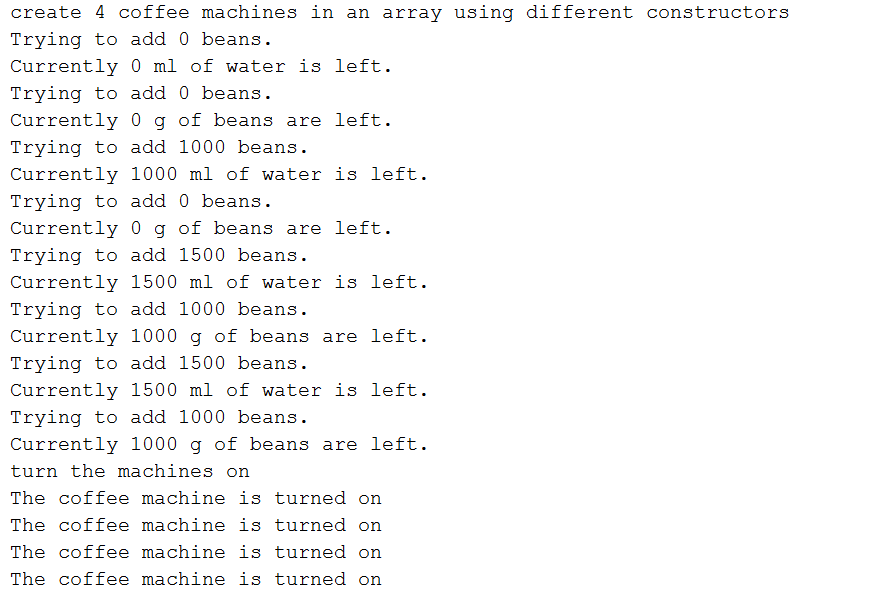 create 4 coffee machines in an array using different constructors
Trying to add 0 beans.
Currently 0 ml of water is left.
Trying to add 0 beans.
Currently 0 g of beans are left.
Trying to add 1000 beans.
Currently 1000 ml of water is left.
Trying to add 0 beans.
Currently 0 g of beans are left.
Trying to add 1500 beans.
Currently 1500 ml of water is left.
Trying to add 1000 beans.
Currently 1000 g of beans are left.
Trying to add 1500 beans.
Currently 1500 ml of water is left.
Trying to add 1000 beans.
Currently 1000 g of beans are left.
turn the machines on
The coffee machine is turned on
The coffee machine is turned on
The coffee machine is turned on
The coffee machine is turned on